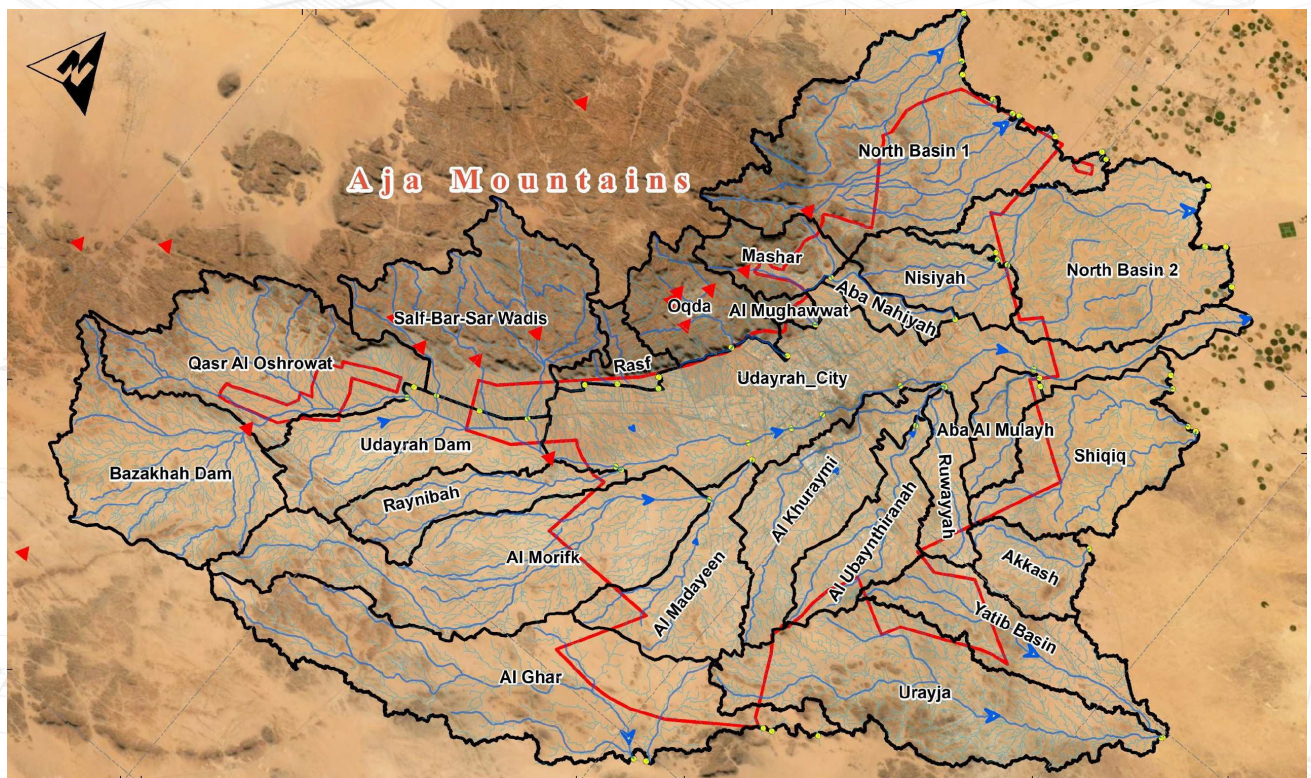 North Basin 1
Aja Mountains
Mashar
Nisiyah
North Basin 2
Oqda
Al Mughawwat
Aba Nahiyah
Salf-Bar-Sar Wadis
Qasr Al Oshrowat
Rasf
Udayrah_City
Udayrah Dam
Aba Al Mulayh
Shiqiq
Bazakhah Dam
Raynibah
Al Khuraymi
Ruwayyah
Al Morifk
Al Ubaynthiranah
Akkash
Al Madayeen
Yatib Basin
Al Ghar
Urayja